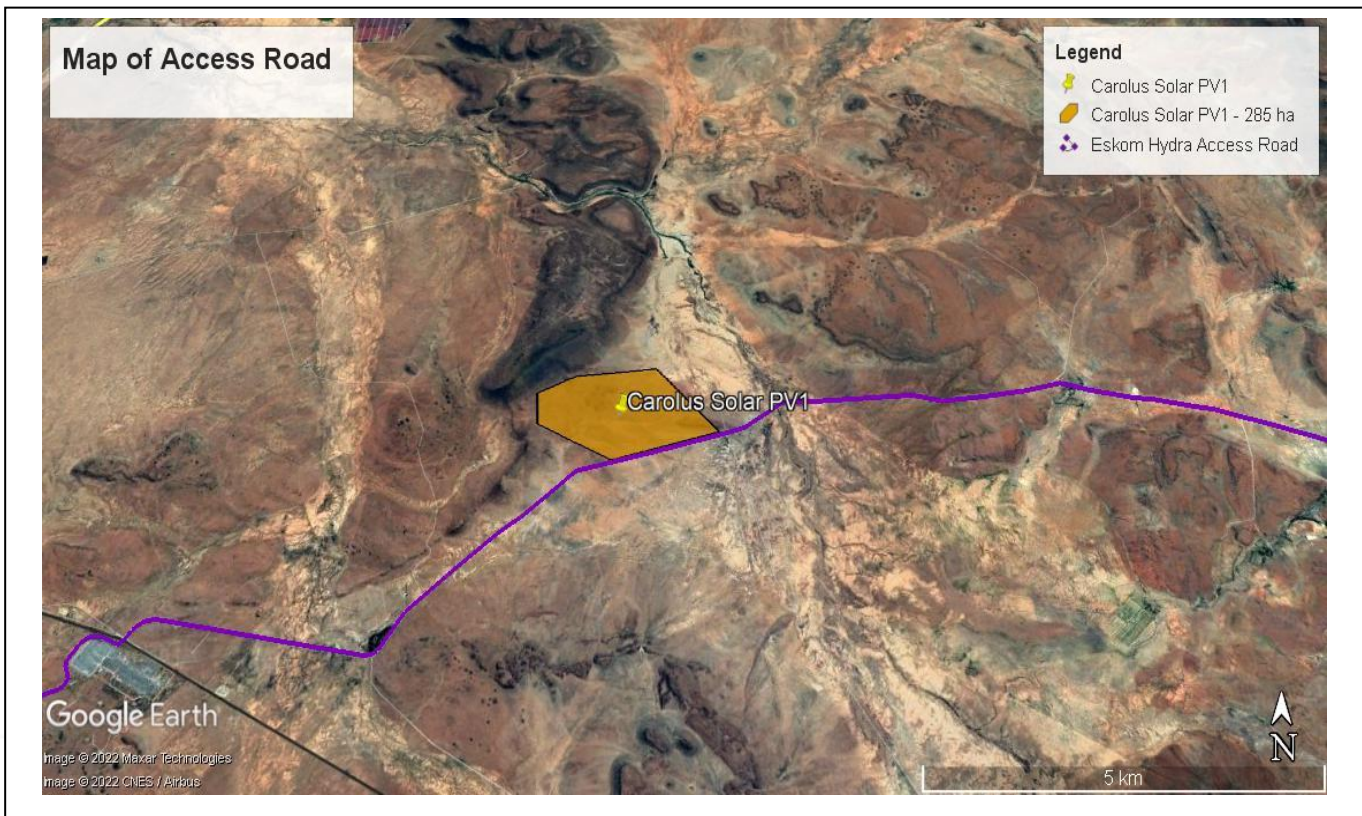 Map of Access Road
Legend
Carolus Solar PV1
Carolus Solar PV1 - 285 ha
Eskom Hydra Access Road
Carolus Solar PV1
Google Earth
Image © 2022 Maxar Technologies
Image © 2022 CNES / Airbus
N
5 km